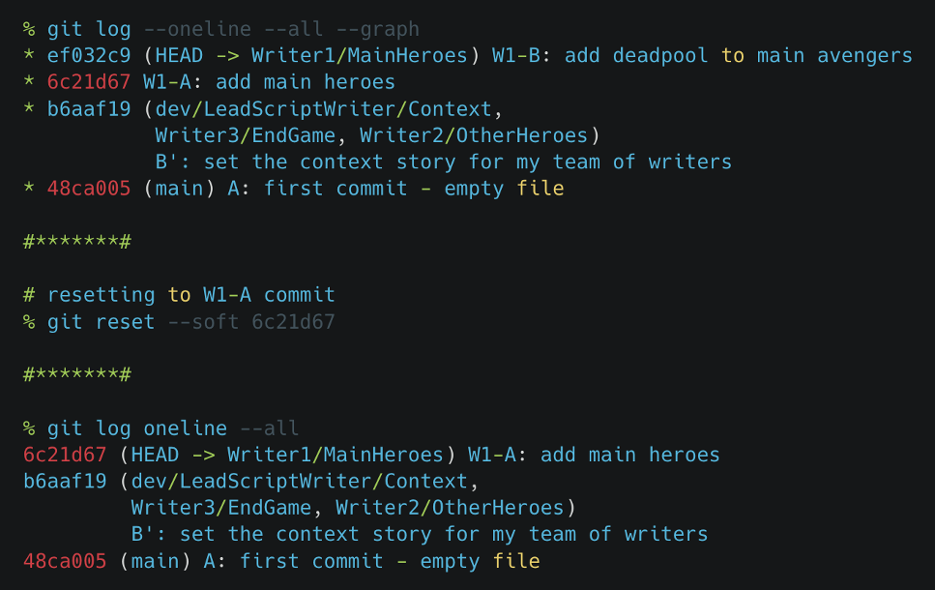 % git log --oneline --all --graph
* ef032c9 (HEAD -> Writer1/MainHeroes) W1-B: add deadpool to main avengers
* 6c21d67 W1-A: add main heroes
* b6aaf19 (dev/LeadScriptWriter/Context,
Writer3/EndGame, Writer2/OtherHeroes)
B': set the context story for my team of writers
* 48ca005 (main) A: first commit - empty file
#*******#
# resetting to W1-A commit
% git reset --soft 6c21d67
#*******#
% git log oneline --all
6c21d67 (HEAD -> Writer1/MainHeroes) W1-A: add main heroes
b6aaf19 (dev/LeadScriptWriter/Context,
Writer3/EndGame, Writer2/OtherHeroes)
B': set the context story for my team of writers
48ca005 (main) A: first commit - empty file